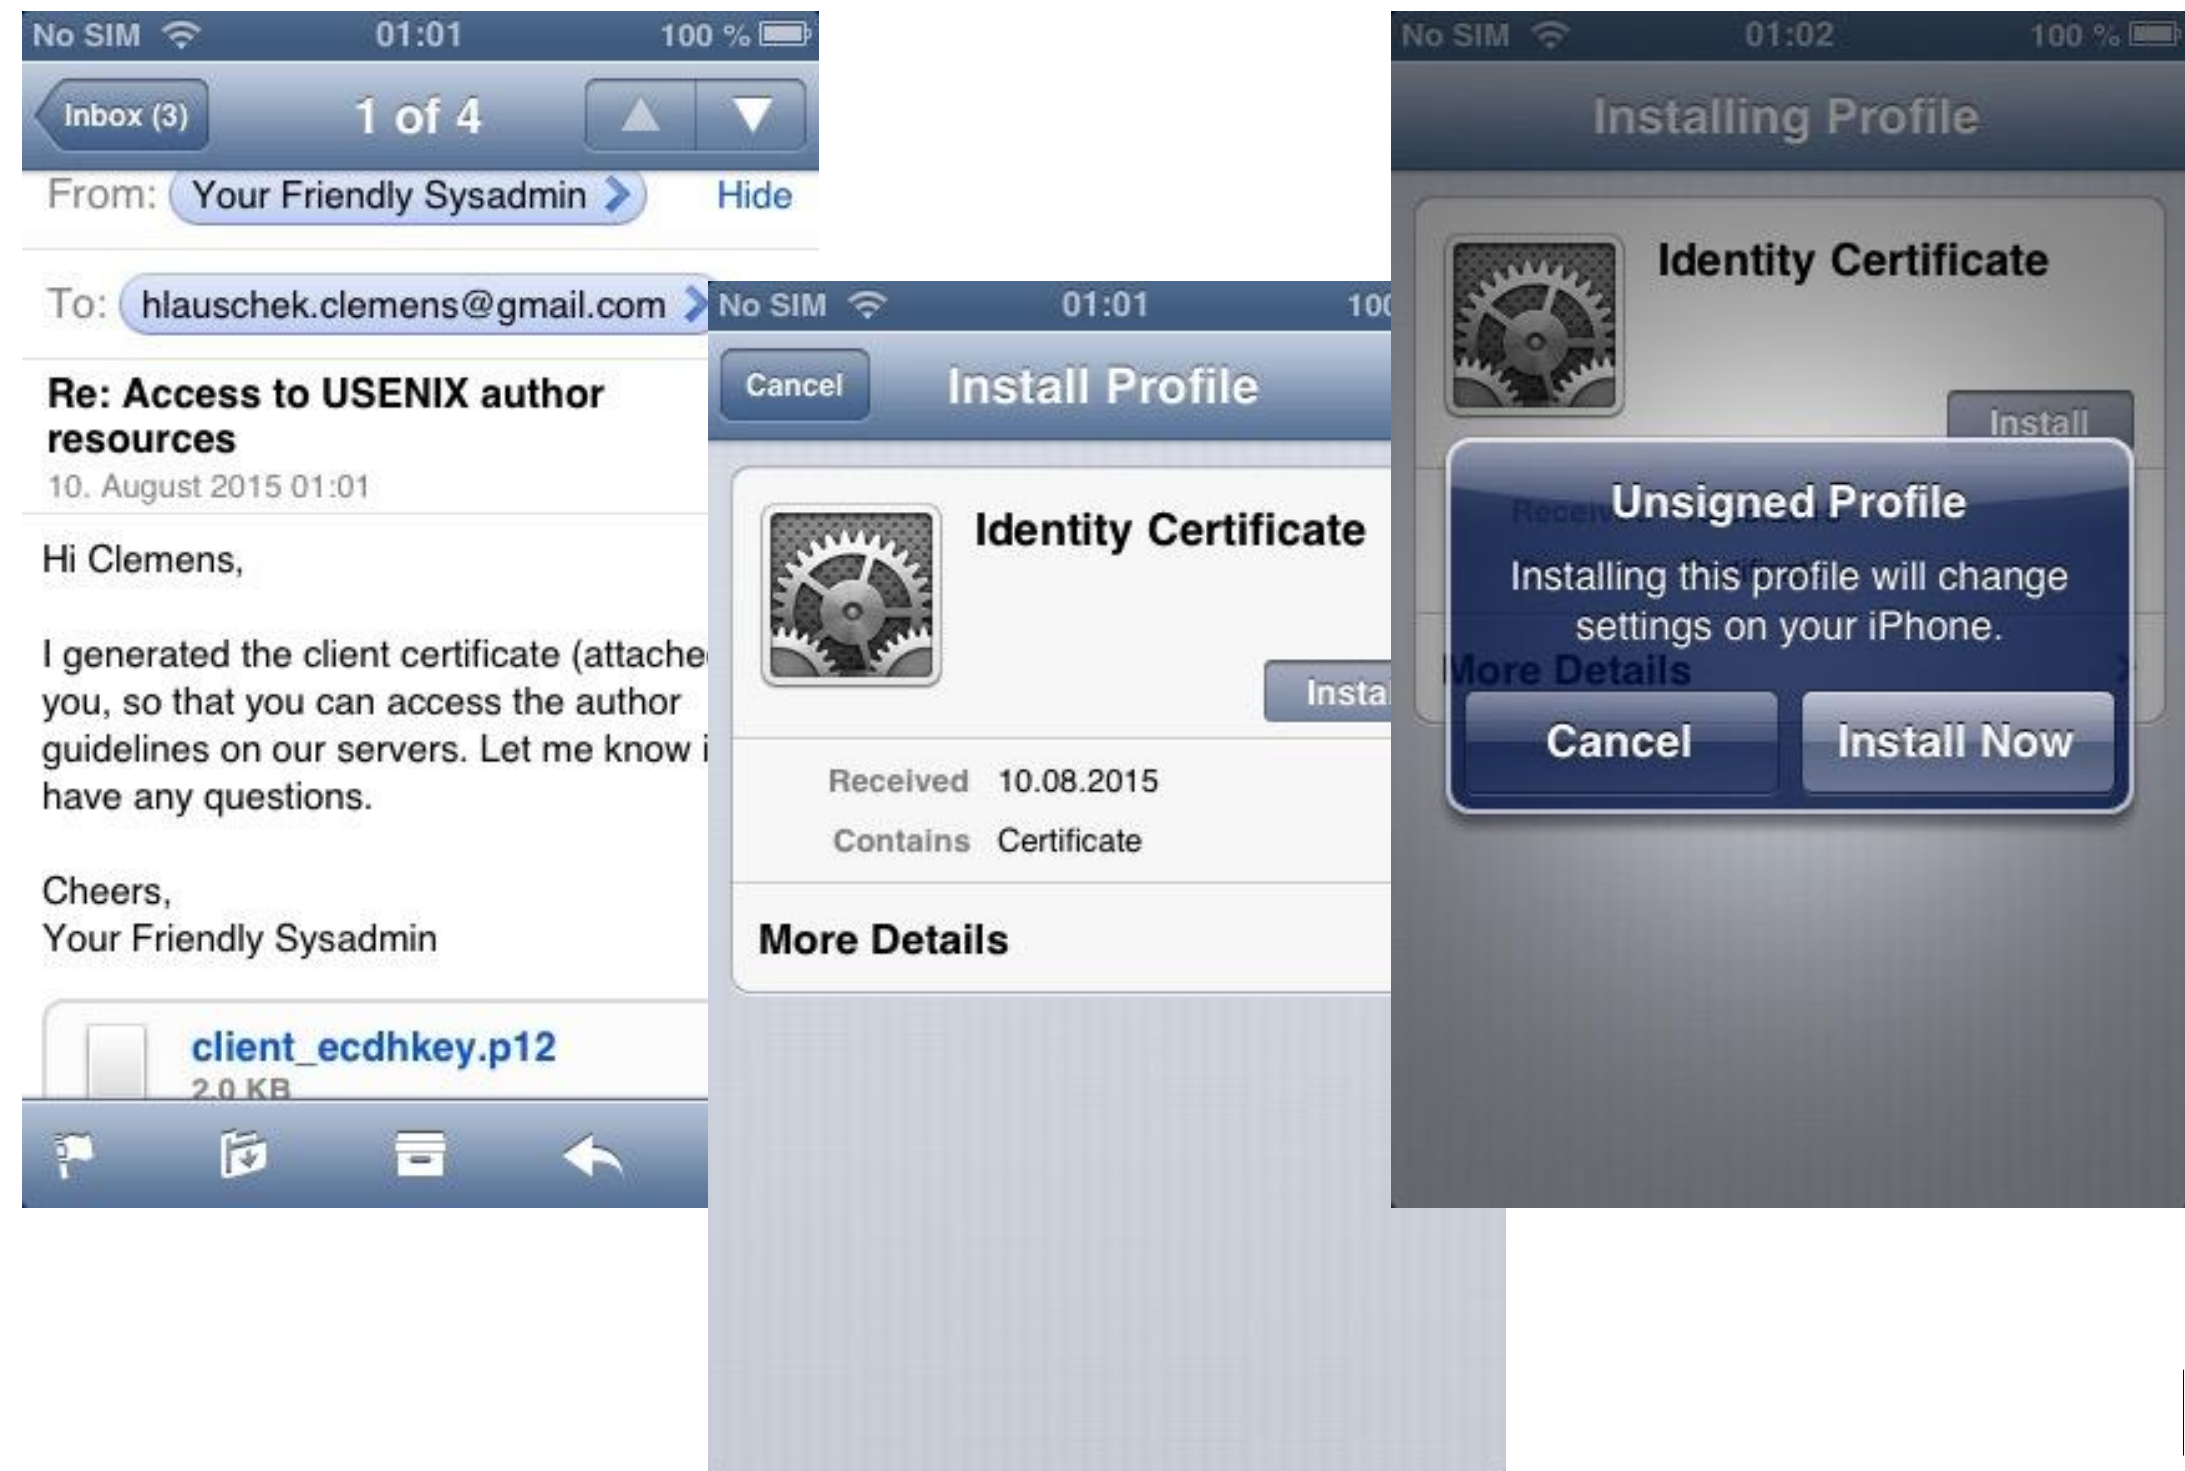 No SIM 01:01 100 %
Inbox (3) 1 of 4
From: Your Friendly Sysadmin Hide
To: hlauschek.clemens@gmail.com
Re: Access to USENIX author
resources
10. August 2015 01:01
Hi Clemens,
I generated the client certificate (attache
you, so that you can access the author
guidelines on our servers. Let me know i
have any questions.
Cheers,
Your Friendly Sysadmin
client_ecdhkey.p12
2.0 KB
No SIM 01:01 100
Cancel Install Profile
Identity Certificate
Instal
Received 10.08.2015
Contains Certificate
More Details
No SIM 01:02 100 %
Installing Profile
Identity Certificate
Install
Unsigned Profile
Received
Installing this profile will change
settings on your iPhone.
More Details
Cancel Install Now